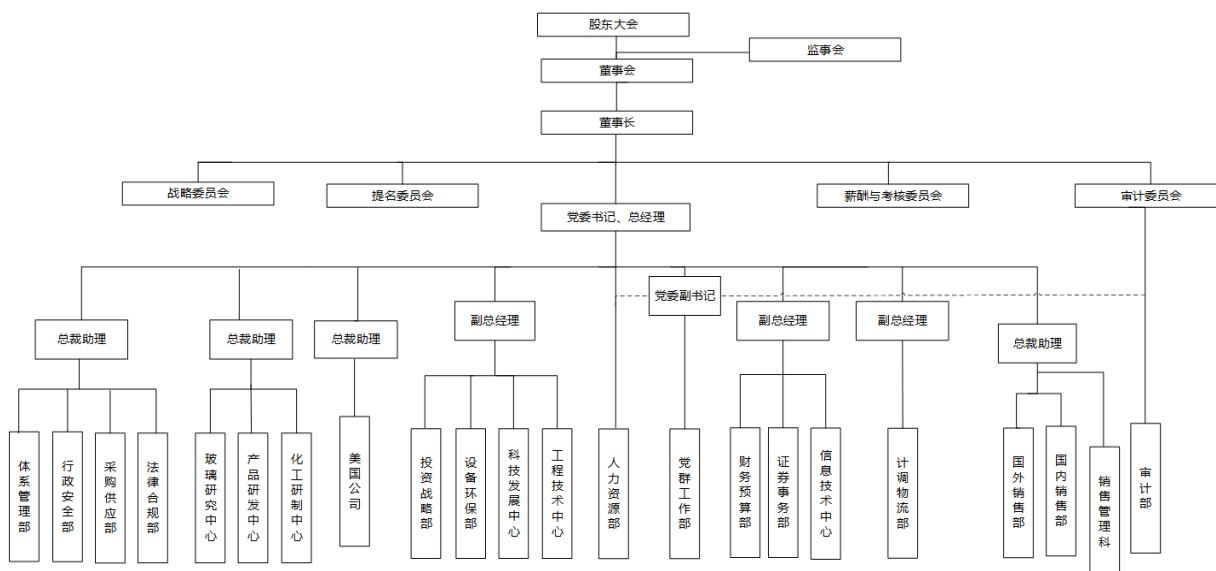 股东大会
监事会
董事会
董事长
战略委员会
提名委员会
薪酬与考核委员会
审计委员会
党委书记、总经理
党委副书记
总裁助理
总裁助理
总裁助理
副总经理
副总经理
副总经理
总裁助理
体系管理部
行政安全部
采购供应部
法律合规部
玻璃研究中心
产品研发中心
化工研制中心
美国公司
投资战略部
设备环保部
科技发展中心
工程技术中心
人力资源部
党群工作部
财务预算部
证券事务部
信息技术中心
计调物流部
国外销售部
国内销售部
销售管理科
审计部